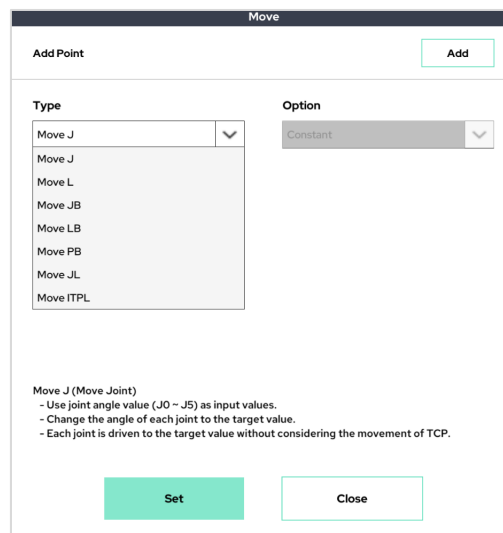 Move
Add Point
Add
Type
Option
Move J
Constant
Move J
Move L
Move JB
Move LB
Move PB
Move JL
Move ITPL
Move J (Move Joint)
- Use joint angle value (J0 ~ J5) as input values.
- Change the angle of each joint to the target value.
- Each joint is driven to the target value without considering the movement of TCP.
Set
Close